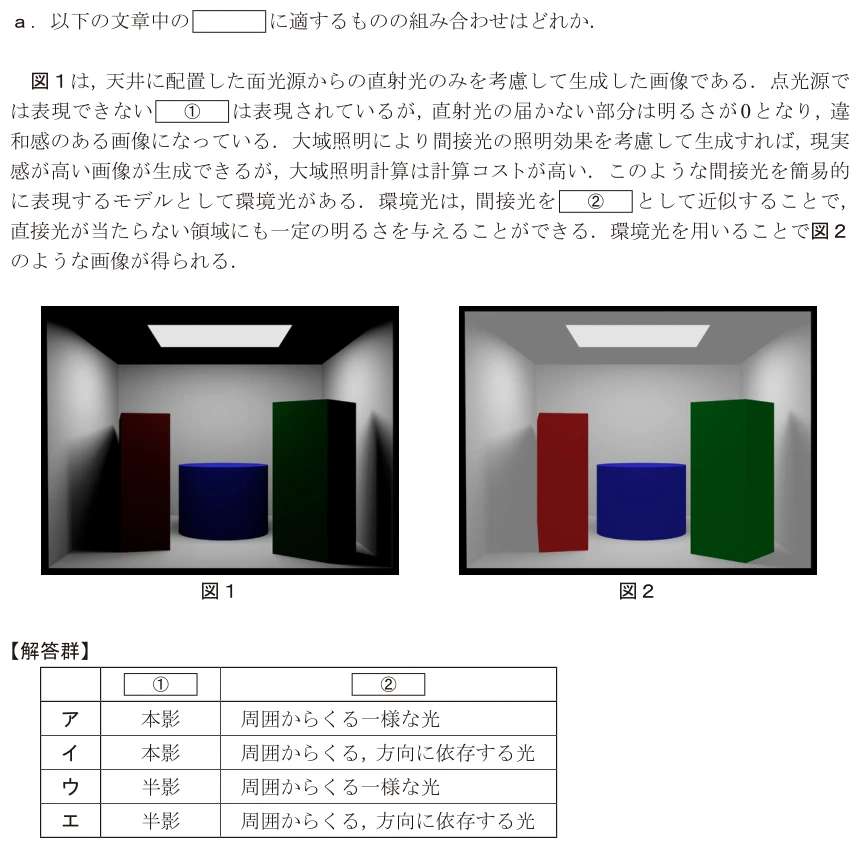 a．以下の文章中の　　　に適するものの組み合わせはどれか．
図1は，天井に配置した面光源からの直射光のみを考慮して生成した画像である．点光源で
は表現できない ① は表現されているが，直射光の届かない部分は明るさが0となり，違
和感のある画像になっている．大域照明により間接光の照明効果を考慮して生成すれば，現実
感が高い画像が生成できるが，大域照明計算は計算コストが高い．このような間接光を簡易的
に表現するモデルとして環境光がある．環境光は，間接光を ② として近似することで，
直接光が当たらない領域にも一定の明るさを与えることができる．環境光を用いることで図2
のような画像が得られる．
図1　図2
【解答群】
① ②
ア 本影 周囲からくる一様な光
イ 本影 周囲からくる，方向に依存する光
ウ 半影 周囲からくる一様な光
エ 半影 周囲からくる，方向に依存する光